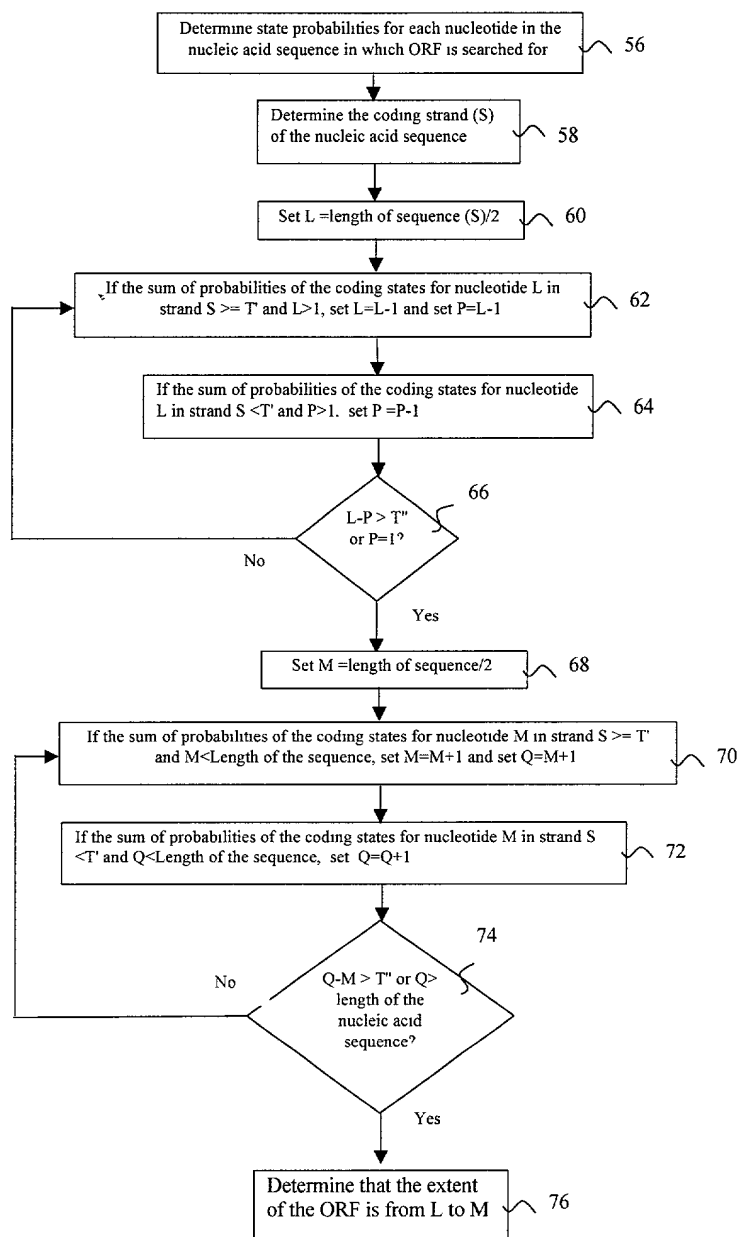 Determine state probabilities for each nucleotide in the
nucleic acid sequence in which ORF is searched for
56
Determine the coding strand (S)
of the nucleic acid sequence
58
Set L =length of sequence (S)/2
60
If the sum of probabilities of the coding states for nucleotide L in
strand S >= T' and L>1, set L=L-1 and set P=L-1
62
If the sum of probabilities of the coding states for nucleotide
L in strand S <T' and P>1. set P =P-1
64
66
L-P > T"
or P=1?
No
Yes
Set M =length of sequence/2
68
If the sum of probabilities of the coding states for nucleotide M in strand S >= T'
and M<Length of the sequence, set M=M+1 and set Q=M+1
70
If the sum of probabilities of the coding states for nucleotide M in strand S
<T' and Q<Length of the sequence, set Q=Q+1
72
74
No
Q-M > T" or Q>
length of the
nucleic acid
sequence?
Yes
Determine that the extent
of the ORF is from L to M
76